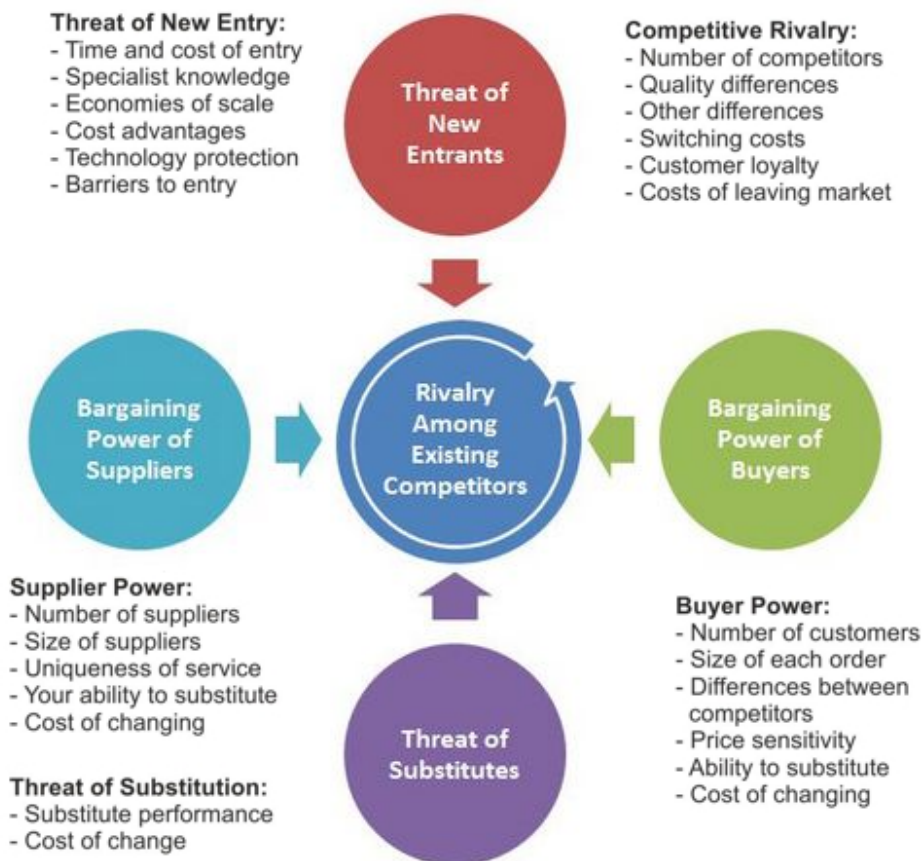 Threat of New Entry:
- Time and cost of entry
- Specialist knowledge
- Economies of scale
- Cost advantages
- Technology protection
- Barriers to entry
Threat of
New
Entrants
Competitive Rivalry:
- Number of competitors
- Quality differences
- Other differences
- Switching costs
- Customer loyalty
- Costs of leaving market
Bargaining
Power of
Suppliers
Rivalry
Among
Existing
Competitors
Bargaining
Power of
Buyers
Supplier Power:
- Number of suppliers
- Size of suppliers
- Uniqueness of service
- Your ability to substitute
- Cost of changing
Threat of Substitution:
- Substitute performance
- Cost of change
Threat of
Substitutes
Buyer Power:
- Number of customers
- Size of each order
- Differences between
competitors
- Price sensitivity
- Ability to substitute
- Cost of changing